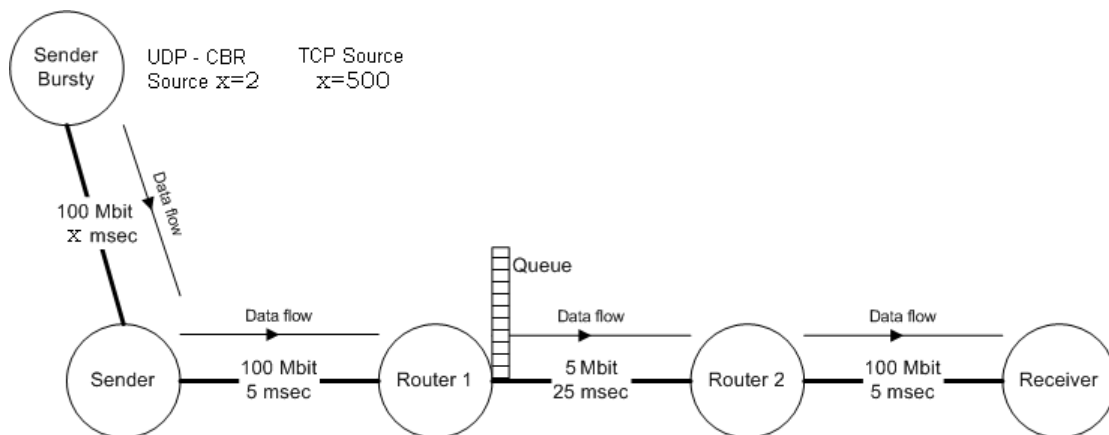 Sender
Bursty
UDP - CBR
Source x=2
TCP Source
x=500
Data flow
100 Mbit
x msec
Queue
Data flow
Data flow
Data flow
Sender
100 Mbit
5 msec
Router 1
5 Mbit
25 msec
Router 2
100 Mbit
5 msec
Receiver